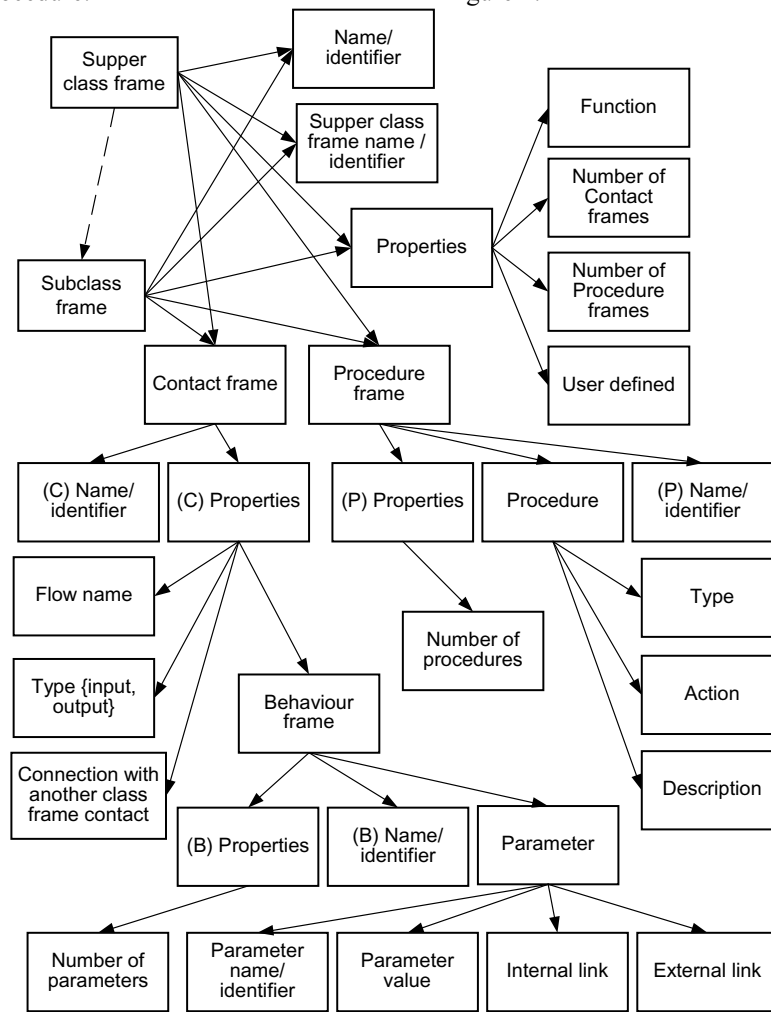 Supper
class frame
Name/
identifier
Supper class
frame name /
identifier
Function
Number of
Contact
frames
Properties
Number of
Procedure
frames
Subclass
frame
User defined
Contact frame
Procedure
frame
(C) Name/
identifier
(C) Properties
(P) Properties
Procedure
(P) Name/
identifier
Flow name
Type
Number of
procedures
Type {input,
output}
Behaviour
frame
Action
Connection with
another class
frame contact
Description
(B) Properties
(B) Name/
identifier
Parameter
Number of
parameters
Parameter
name/
identifier
Parameter
value
Internal link
External link